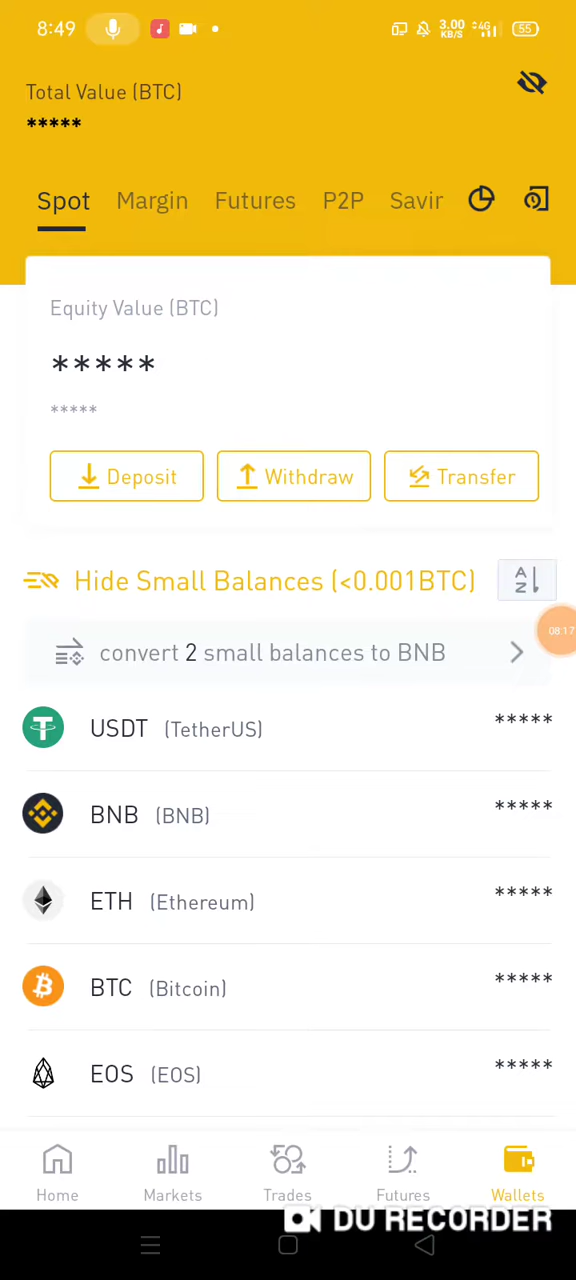 8:49 3.00 KB/S 4G 55
Total Value (BTC)
*****
Spot Margin Futures P2P Savir
Equity Value (BTC)
*****
*****
Deposit Withdraw Transfer
Hide Small Balances (<0.001BTC) A Z
08:17
convert 2 small balances to BNB
USDT (TetherUS) *****
BNB (BNB) *****
ETH (Ethereum) *****
BTC (Bitcoin) *****
EOS (EOS) *****
Home Markets Trades Futures Wallets
DU RECORDER